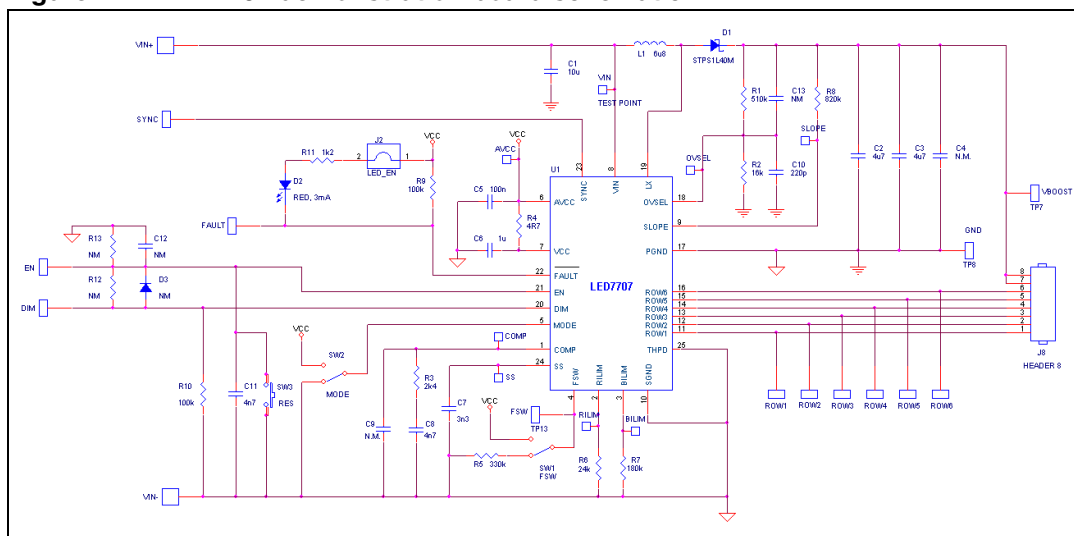 VIN+
L1 6u8
D1
STPS1L40M
C1
10u
VIN
TEST POINT
R1
510k
C13
NM
R8
820k
SLOPE
SYNC
J2
R11 1k2
2
1
LED_EN
VCC
VCC
AVCC
R9
100k
D2
RED, 3mA
FAULT
C5 100n
R4
4R7
C6 1u
OVSEL
R2
16k
C10
220p
C2
4u7
C3
4u7
C4
N.M.
VBOOST
TP7
GND
TP8
U1
23
8
19
SYNC
VIN
LX
6
AVCC
OVSEL
18
SLOPE
9
7
VCC
PGND
17
22
FAULT
LED7707
21
EN
20
DIM
5
MODE
1
COMP
24
SS
ROW6
16
ROW5
15
ROW4
14
ROW3
13
ROW2
12
ROW1
11
THPD
25
FSW
RILIM
BILIM
SGND
4
2
3
10
R13
NM
C12
NM
EN
R12
NM
D3
NM
DIM
8
7
6
5
4
3
2
1
J8
HEADER 8
VCC
SW2
MODE
COMP
SS
R10
100k
C11
4n7
SW3
RES
R3
2k4
C7
3n3
C9
N.M.
C8
4n7
VCC
FSW
TP13
RILIM
BILIM
R5 330k
SW1
FSW
R6
24k
R7
180k
ROW1
ROW2
ROW3
ROW4
ROW5
ROW6
VIN-